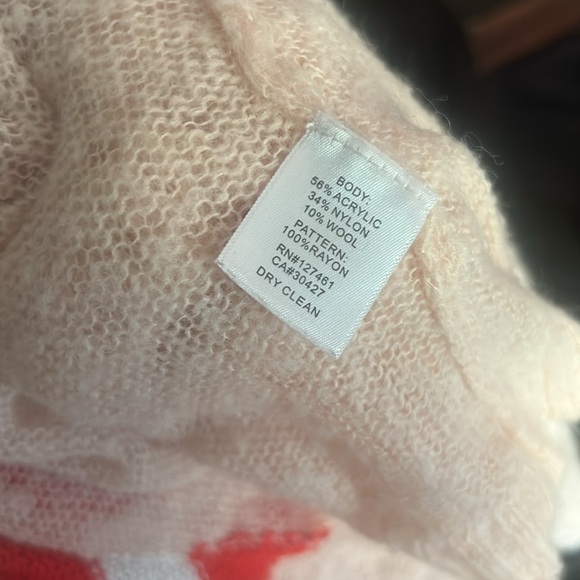 BODY:
56% ACRYLIC
34% NYLON
10% WOOL
PATTERN:
100%RAYON
RN#127461
CA#30427
DRY CLEAN